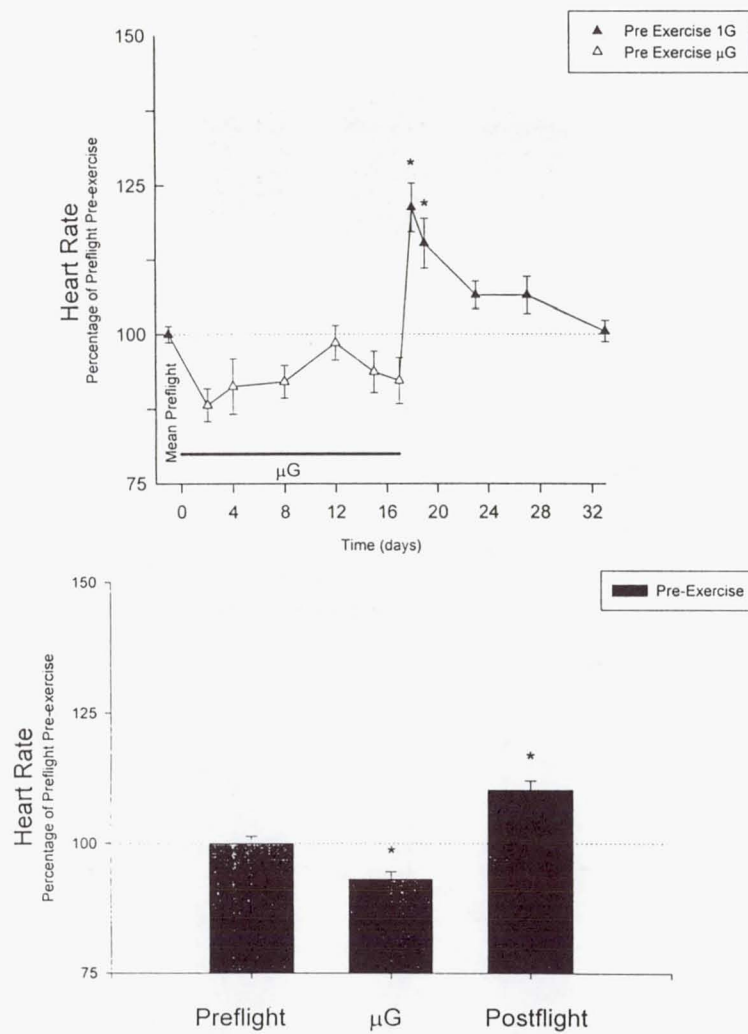 150
125
100
75
Heart Rate
Percentage of Preflight Pre-exercise
Pre Exercise 1G
Pre Exercise μG
*
*
Mean Preflight
μG
0 4 8 12 16 20 24 28 32
Time (days)
150
125
100
75
Heart Rate
Percentage of Preflight Pre-exercise
Pre-Exercise
*
*
Preflight μG Postflight